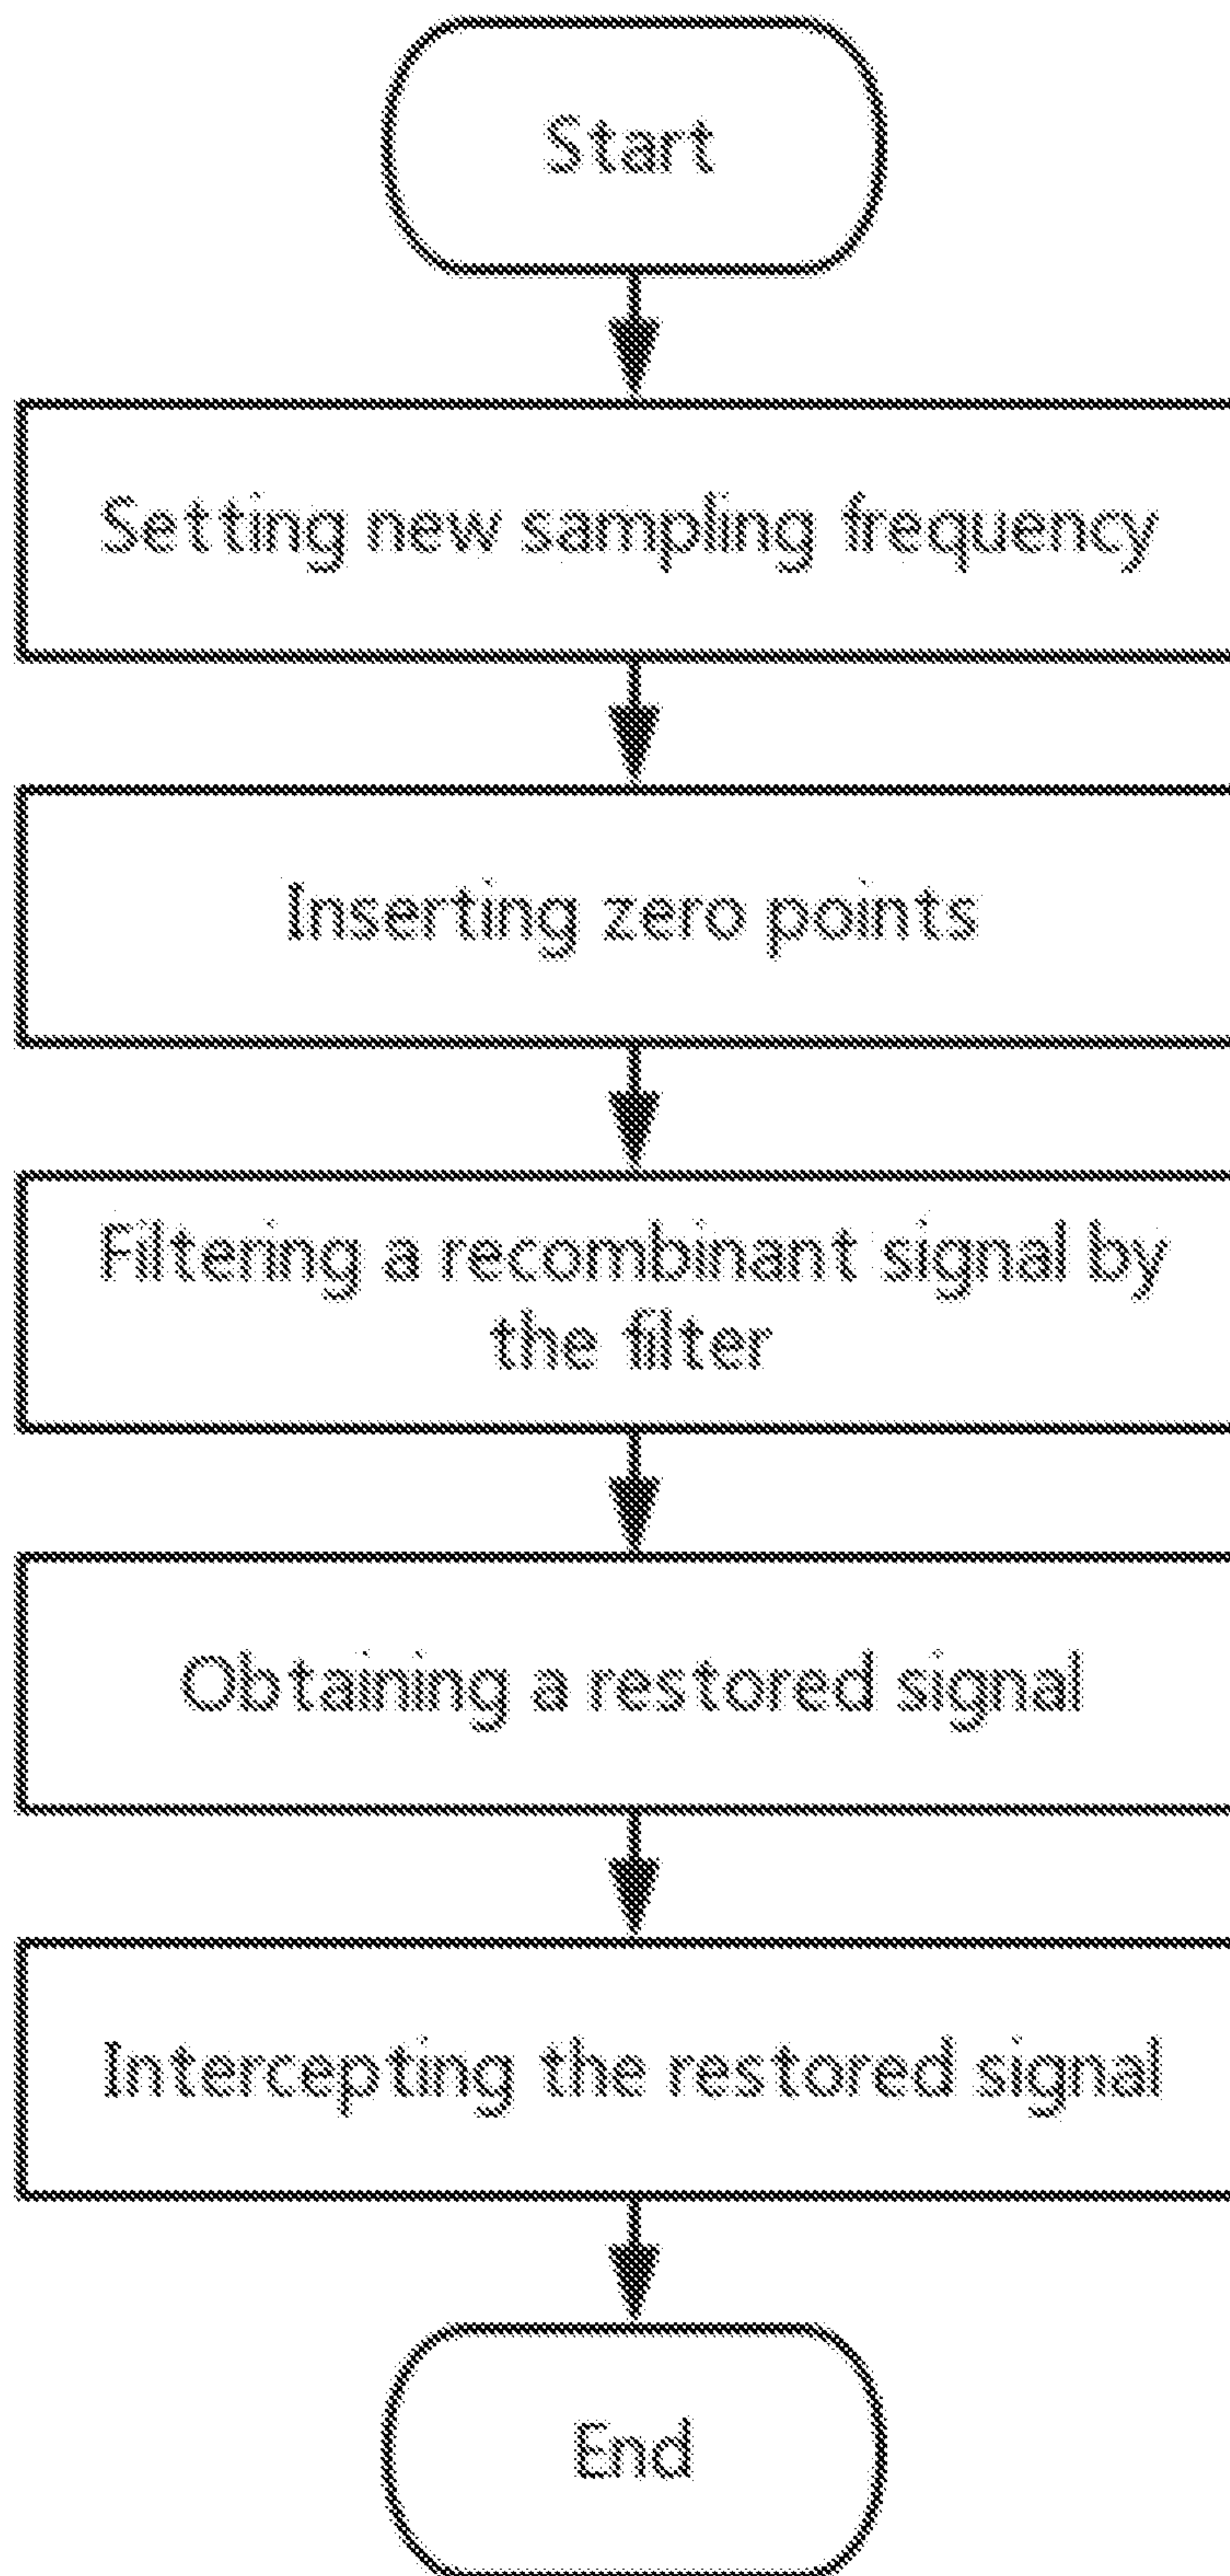 Start
Setting new sampling frequency
Inserting zero points
Filtering a recombinant signal by
the filter
Obtaining a restored signal
Intercepting the restored signal
End